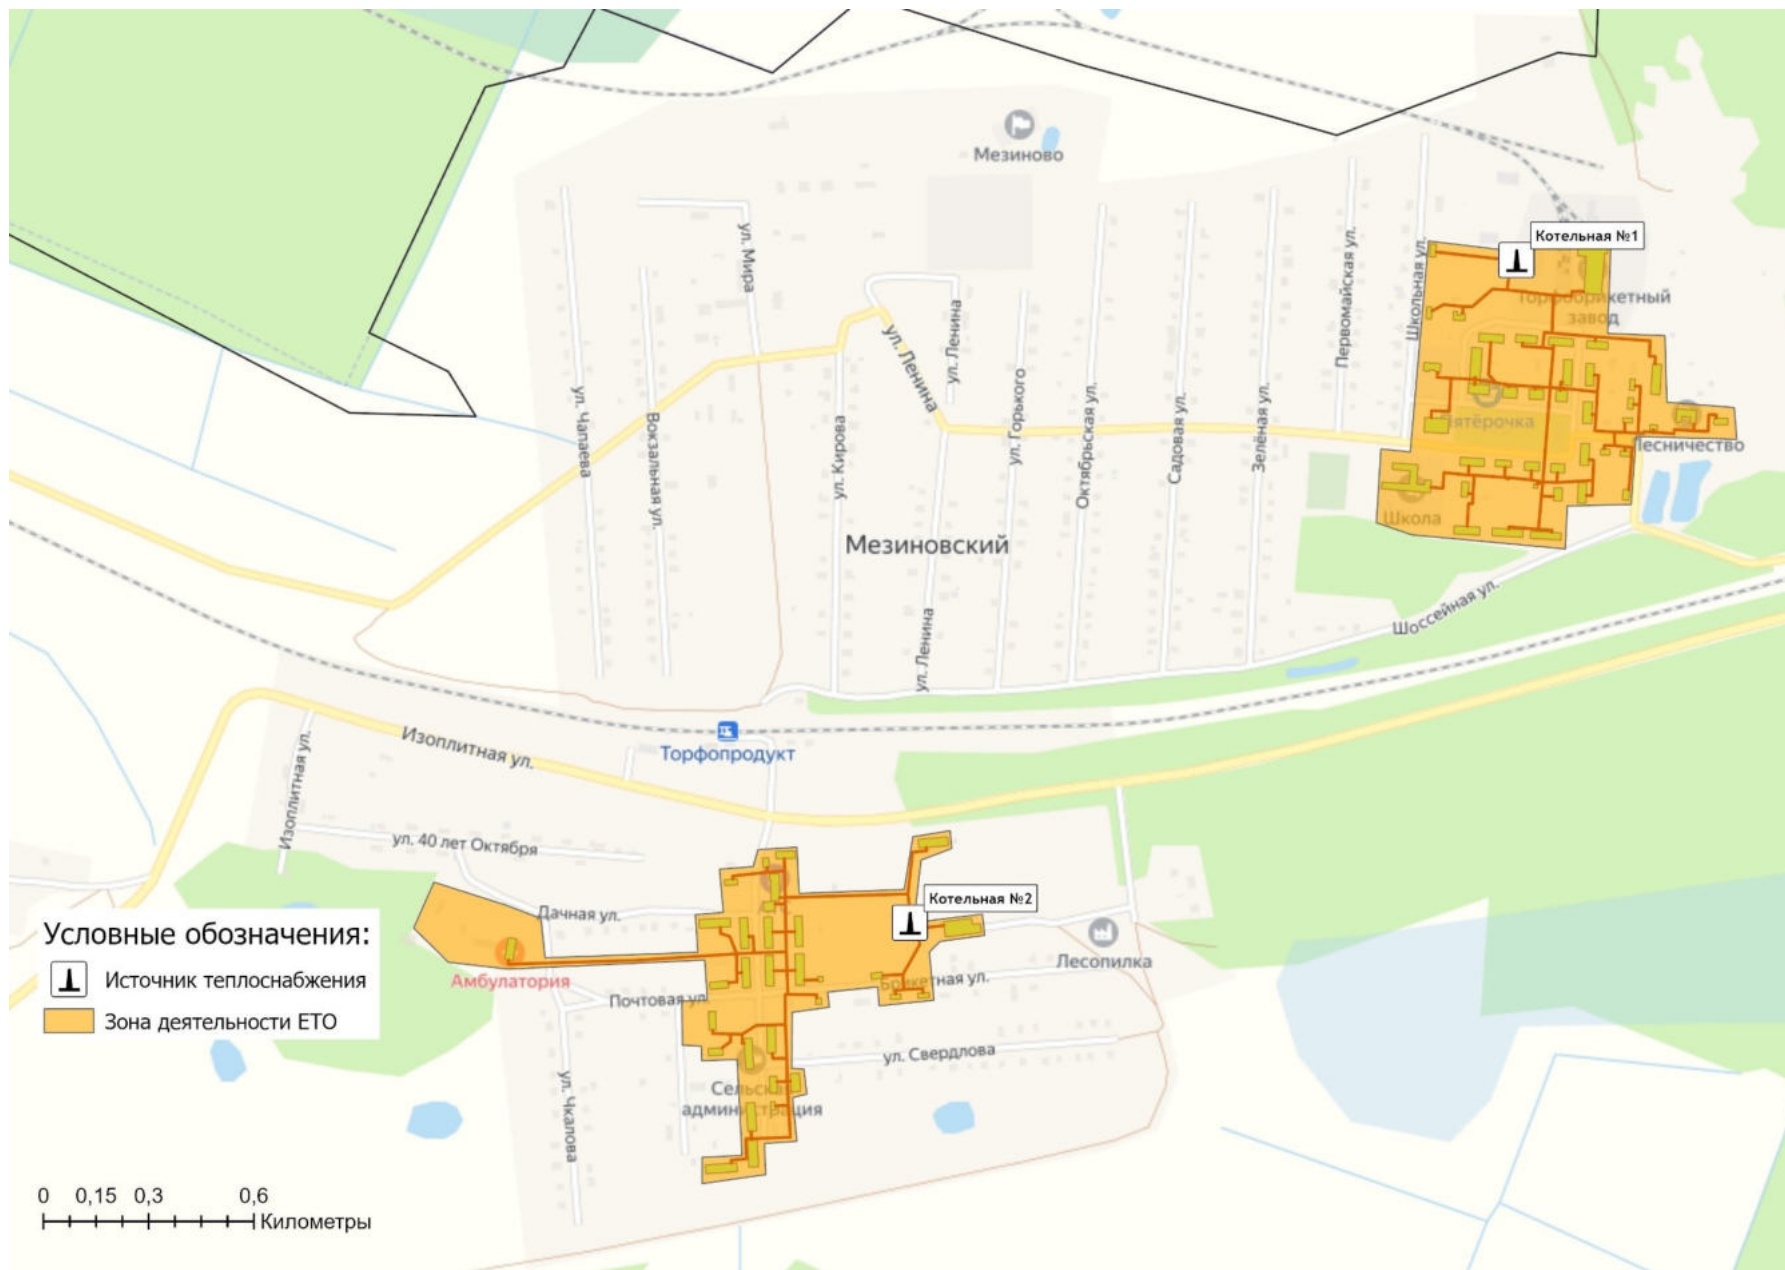 Мезиново
Котельная №1
ул. Мира
Первомайская ул.
Школьная ул.
Торфобрикетный
завод
ул. Ленина
ул. Ленина
ул. Чапаева
Вокзальная ул.
ул. Кирова
ул. Горького
Октябрьская ул.
Садовая ул.
Зелёная ул.
Пятёрочка
Лесничество
Школа
Мезиновский
ул. Ленина
Шоссейная ул.
Изоплитная ул.
Торфопродукт
Изоплитная ул.
ул. 40 лет Октября
Котельная №2
Дачная ул.
Лесопилка
Амбулатория
Почтовая ул.
Брикетная ул.
ул. Свердлова
Сельская
администрация
ул. Чкалова
Условные обозначения:
Источник теплоснабжения
Зона деятельности ЕТО
0 0,15 0,3 0,6
Километры